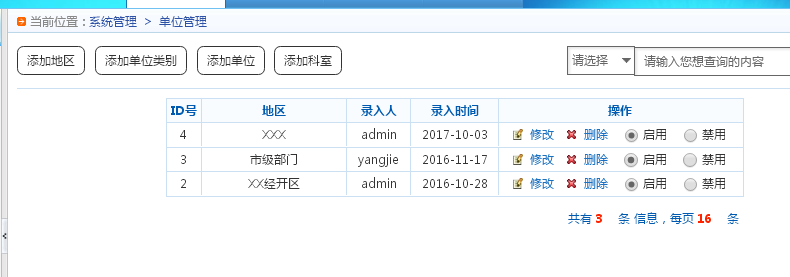 当前位置：系统管理 > 单位管理
添加地区 添加单位类别 添加单位 添加科室 请选择 请输入您想查询的内容
ID号 地区 录入人 录入时间 操作
4 XXX admin 2017-10-03 修改 删除 启用 禁用
3 市级部门 yangjie 2016-11-17 修改 删除 启用 禁用
2 XX经开区 admin 2016-10-28 修改 删除 启用 禁用
共有 3 条 信息，每页 16 条